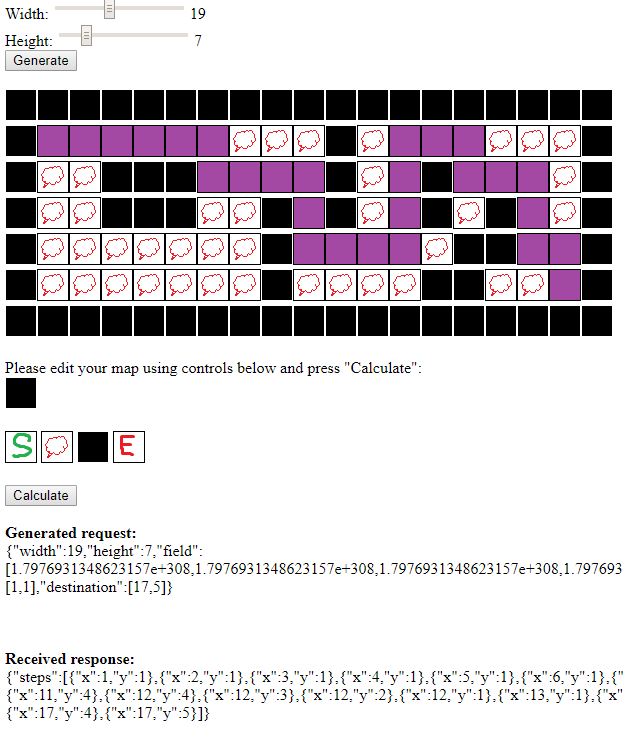 Width: 19
Height: 7
Generate
Please edit your map using controls below and press "Calculate":
S E
Calculate
Generated request:
{"width":19,"height":7,"field":
[1.7976931348623157e+308,1.7976931348623157e+308,1.7976931348623157e+308,1.797693
[1,1],"destination":[17,5]}
Received response:
{"steps":[{"x":1,"y":1},{"x":2,"y":1},{"x":3,"y":1},{"x":4,"y":1},{"x":5,"y":1},{"x":6,"y":1},{"
{"x":11,"y":4},{"x":12,"y":4},{"x":12,"y":3},{"x":12,"y":2},{"x":12,"y":1},{"x":13,"y":1},{"x"
{"x":17,"y":4},{"x":17,"y":5}]}